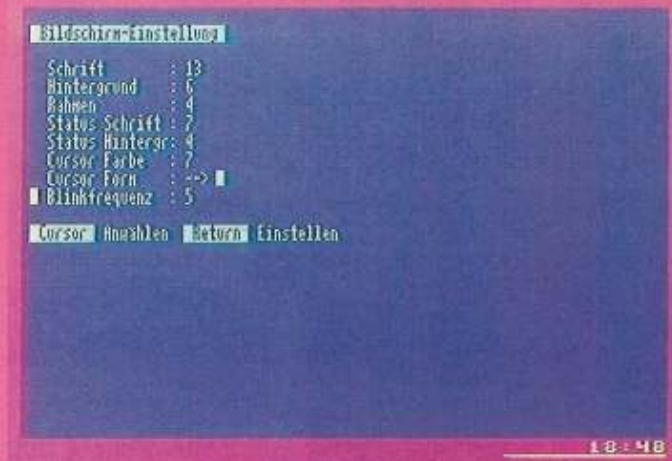 Bildschirm-Einstellung
Schrift : 13
Hintergrund : 6
Rahmen : 4
Status Schrift : 7
Status Hintergr: 4
Cursor Farbe : 7
Cursor Form : -->
Blinkfrequenz : 5
Cursor Anwählen Return Einstellen
18:48